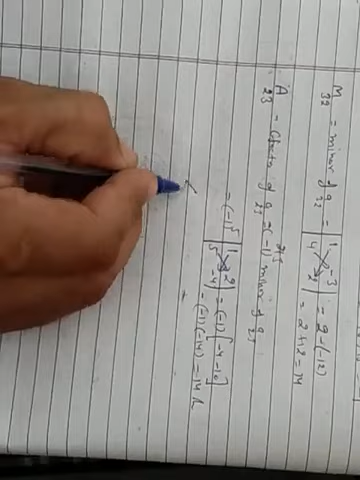 M₃₂ = minor of a₃₂ = | 1 -3 / 4 2 | = 2-(-12)
= 2+12 = 14
A₂₃ = Cofactor of a₂₃ = (-1)²⁺³ minor of a₂₃
= (-1)⁵ | 1 2 / 5 -4 | = (-1) [-4-10]
= (-1) (-14) = 14